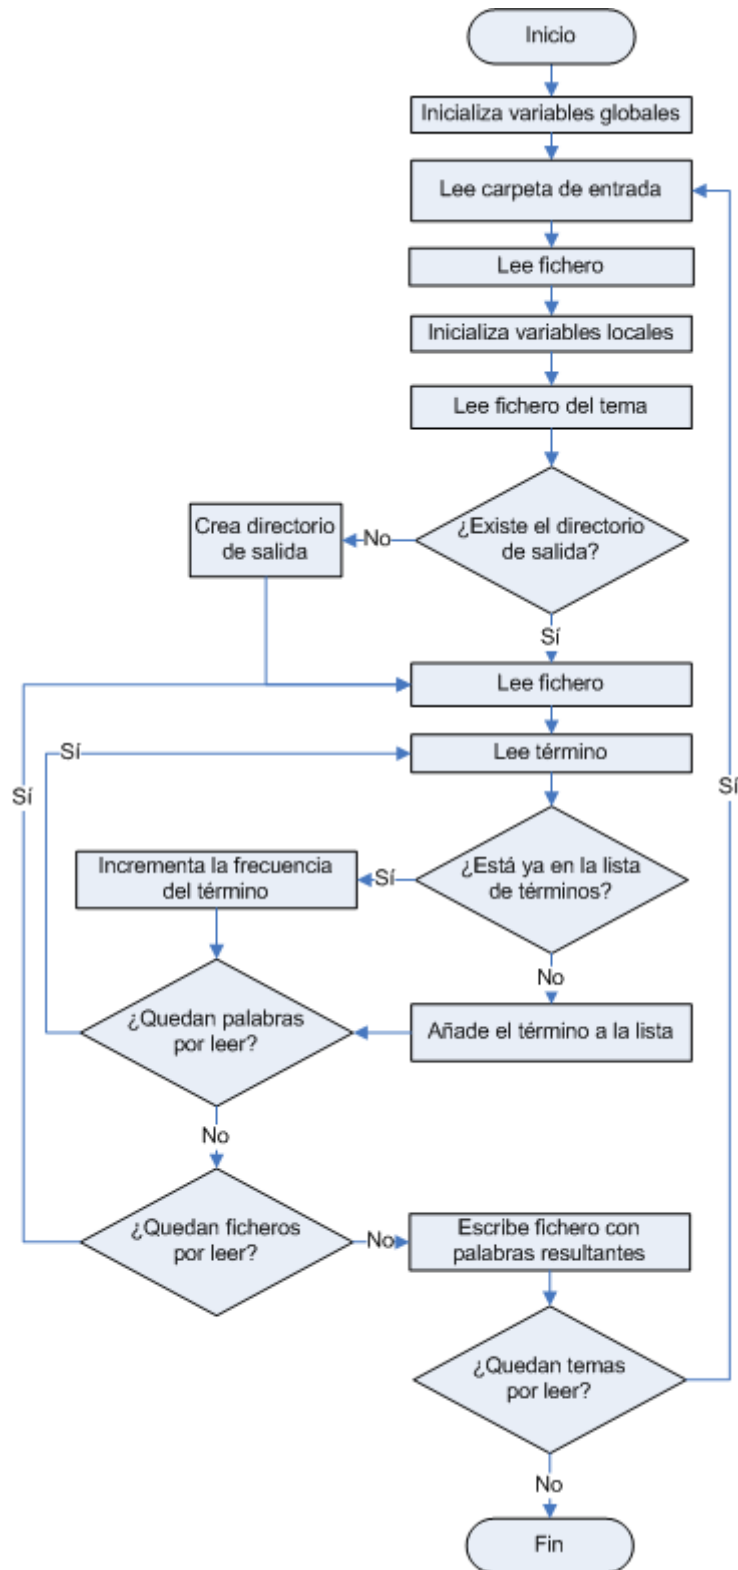 Inicio
Inicializa variables globales
Lee carpeta de entrada
Lee fichero
Inicializa variables locales
Lee fichero del tema
¿Existe el directorio
de salida?
No
Crea directorio
de salida
Sí
Lee fichero
Sí
Lee término
Sí
Sí
¿Está ya en la lista
de términos?
Sí
Incrementa la frecuencia
del término
No
Añade el término a la lista
¿Quedan palabras
por leer?
No
¿Quedan ficheros
por leer?
No
Escribe fichero con
palabras resultantes
¿Quedan temas
por leer?
No
Fin